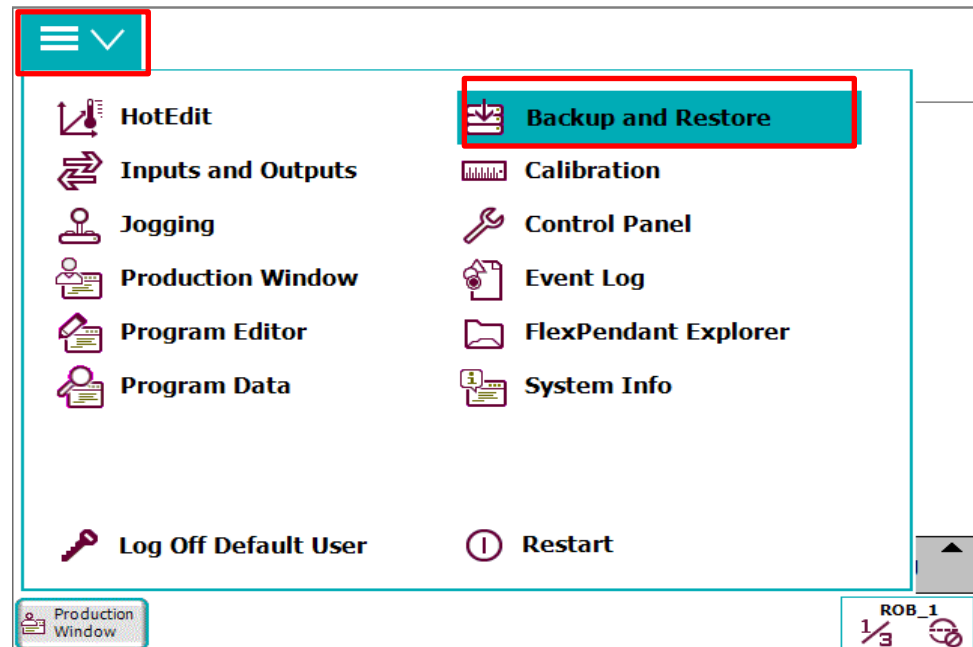 HotEdit
Backup and Restore
Inputs and Outputs
Calibration
Jogging
Control Panel
Production Window
Event Log
Program Editor
FlexPendant Explorer
Program Data
System Info
Log Off Default User
Restart
Production
Window
ROB_1
1/3